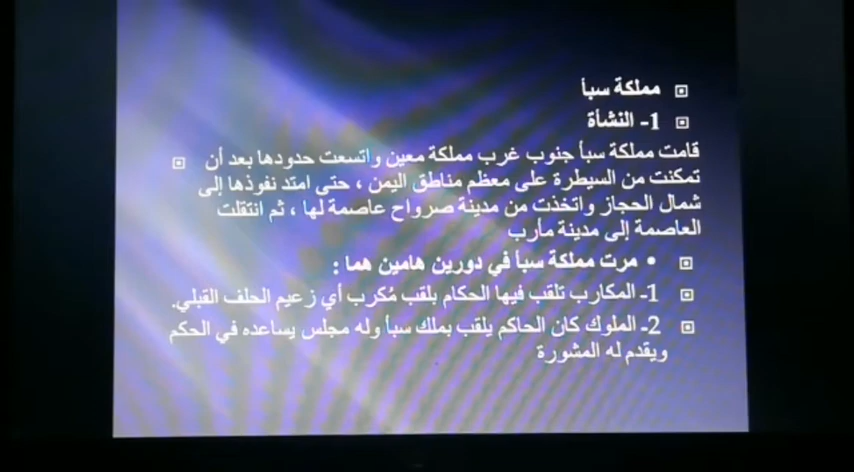 مملكة سبأ
1- النشأة
قامت مملكة سبأ جنوب غرب مملكة معين واتسعت حدودها بعد أن
تمكنت من السيطرة على معظم مناطق اليمن ، حتى امتد نفوذها إلى
شمال الحجاز واتخذت من مدينة صرواح عاصمة لها ، ثم انتقلت
العاصمة إلى مدينة مأرب
• مرت مملكة سبأ في دورين هامين هما :
1- المكارب تلقب فيها الحكام بلقب مُكرب أي زعيم الحلف القبلي.
2- الملوك كان الحاكم يلقب بملك سبأ وله مجلس يساعده في الحكم
ويقدم له المشورة